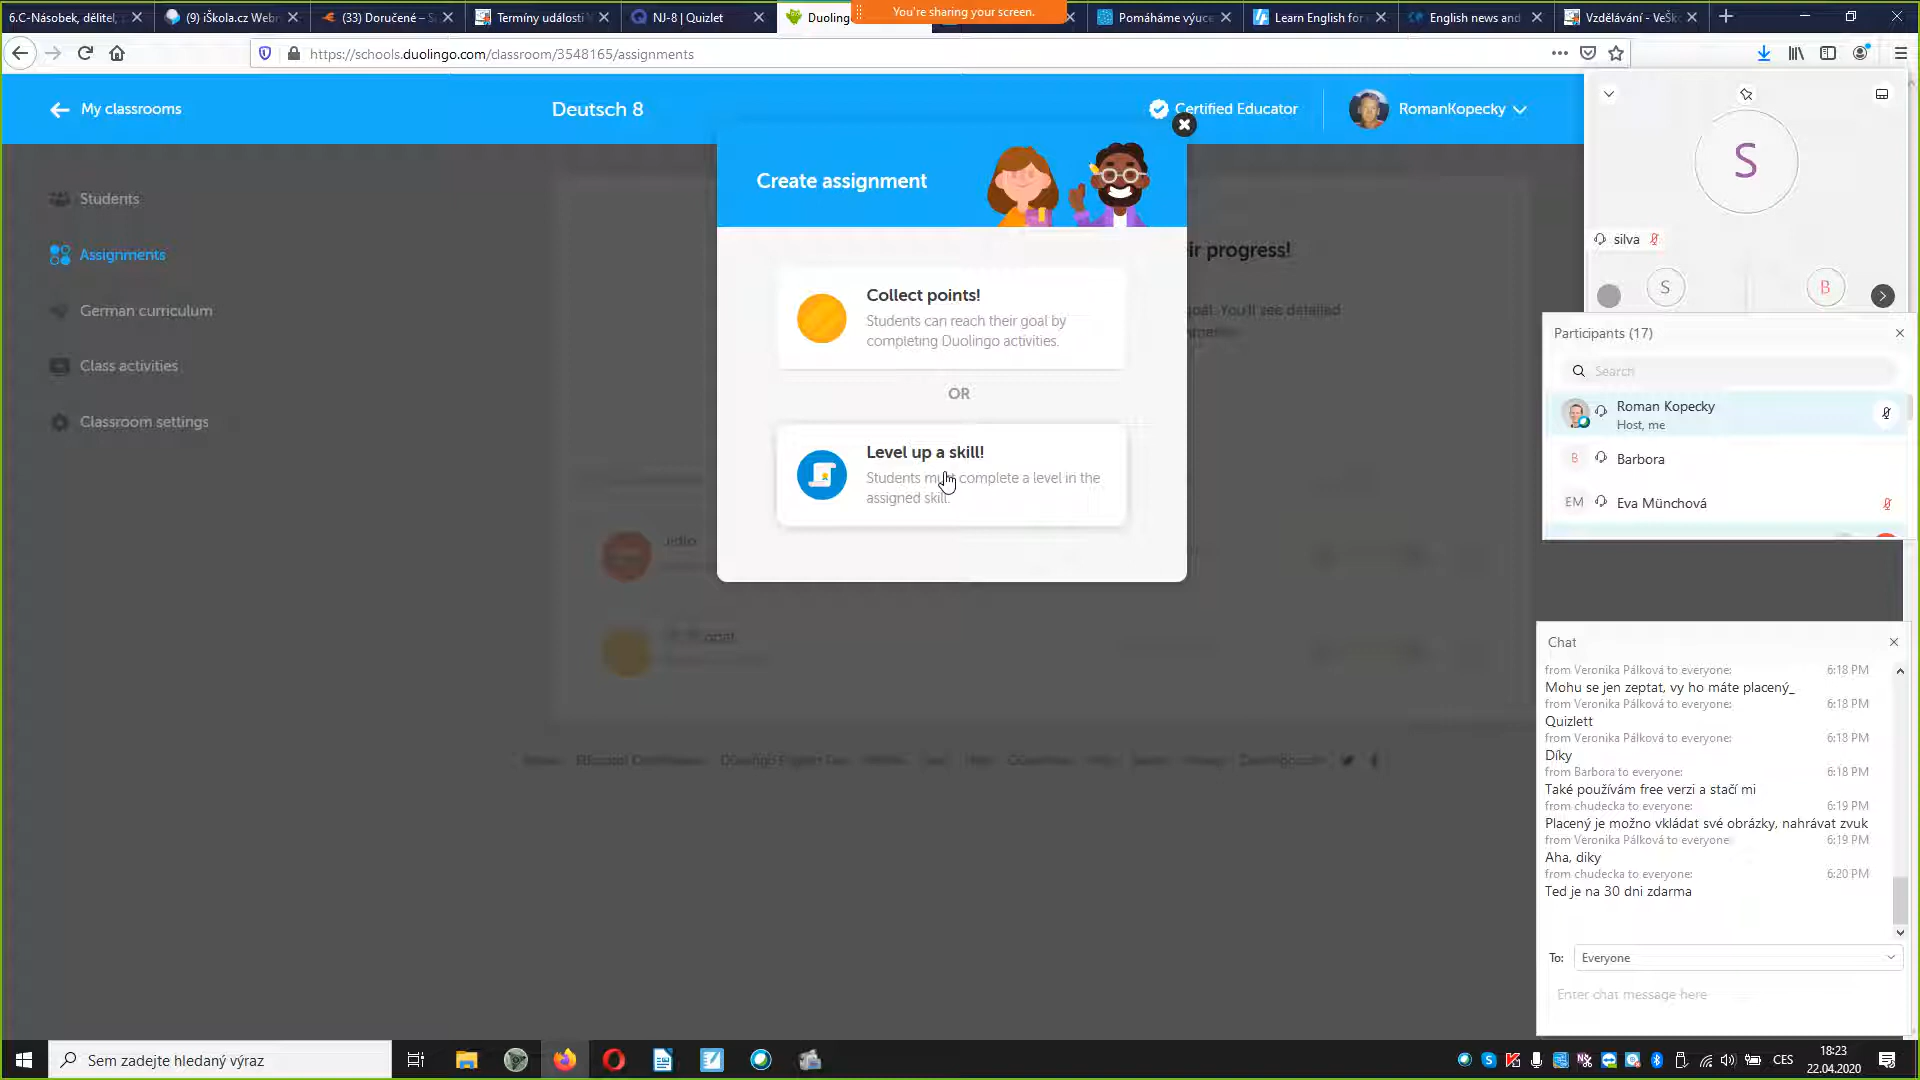 6.C-Násobek, dělitel,
(9) iŠkola.cz Webn
(33) Doručené – S
Termíny události
NJ-8 | Quizlet
Duoling
You're sharing your screen.
Pomáháme výuce
Learn English for
English news and
Vzdělávání - VeŠk
https://schools.duolingo.com/classroom/3548165/assignments
My classrooms
Deutsch 8
Certified Educator
RomanKopecky
Students
Assignments
German curriculum
Class activities
Classroom settings
Create assignment
Collect points!
Students can reach their goal by
completing Duolingo activities.
OR
Level up a skill!
Students must complete a level in the
assigned skill.
ir progress!
oal. You'll see detailed
S
silva
S
B
Participants (17)
Search
Roman Kopecky
Host, me
B
Barbora
EM
Eva Münchová
Chat
from Veronika Pálková to everyone:
6:18 PM
Mohu se jen zeptat, vy ho máte placený_
from Veronika Pálková to everyone:
6:18 PM
Quizlett
from Veronika Pálková to everyone:
6:18 PM
Díky
from Barbora to everyone:
6:18 PM
Také používám free verzi a stačí mi
from chudecka to everyone:
6:19 PM
Placený je možno vkládat své obrázky, nahrávat zvuk
from Veronika Pálková to everyone:
6:19 PM
Aha, diky
from chudecka to everyone:
6:20 PM
Ted je na 30 dni zdarma
To:
Everyone
Enter chat message here
Sem zadejte hledaný výraz
CES
18:23
22.04.2020